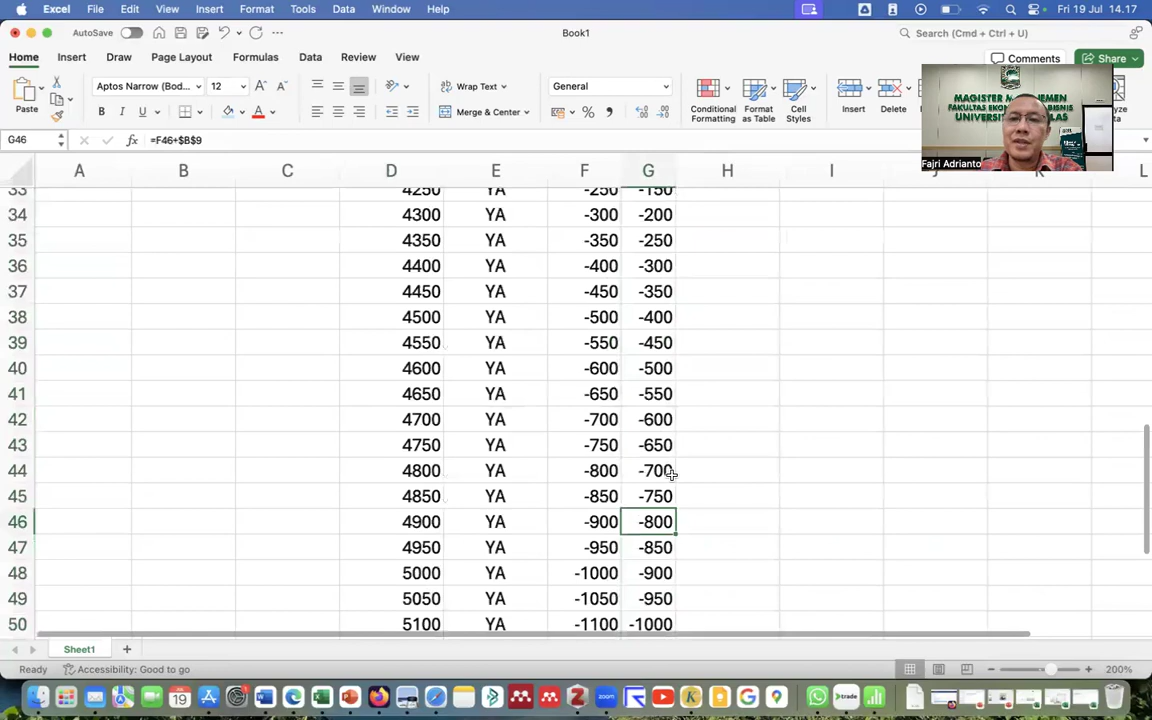 Excel File Edit View Insert Format Tools Data Window Help Fri 19 Jul 14.17
AutoSave Book1 Search (Cmd + Ctrl + U)
Home Insert Draw Page Layout Formulas Data Review View Comments Share
Paste Aptos Narrow (Bod... 12 Wrap Text General Conditional Formatting Format as Table Cell Styles Insert Delete
Merge & Center
MAGISTER
FAKULTAS BISNIS
Fajri Adrianto
G46 fx =F46+$B$9
A B C D E F G H I L
33 4250 YA -250 -150
34 4300 YA -300 -200
35 4350 YA -350 -250
36 4400 YA -400 -300
37 4450 YA -450 -350
38 4500 YA -500 -400
39 4550 YA -550 -450
40 4600 YA -600 -500
41 4650 YA -650 -550
42 4700 YA -700 -600
43 4750 YA -750 -650
44 4800 YA -800 -700
45 4850 YA -850 -750
46 4900 YA -900 -800
47 4950 YA -950 -850
48 5000 YA -1000 -900
49 5050 YA -1050 -950
50 5100 YA -1100 -1000
Sheet1 +
Ready Accessibility: Good to go 200%